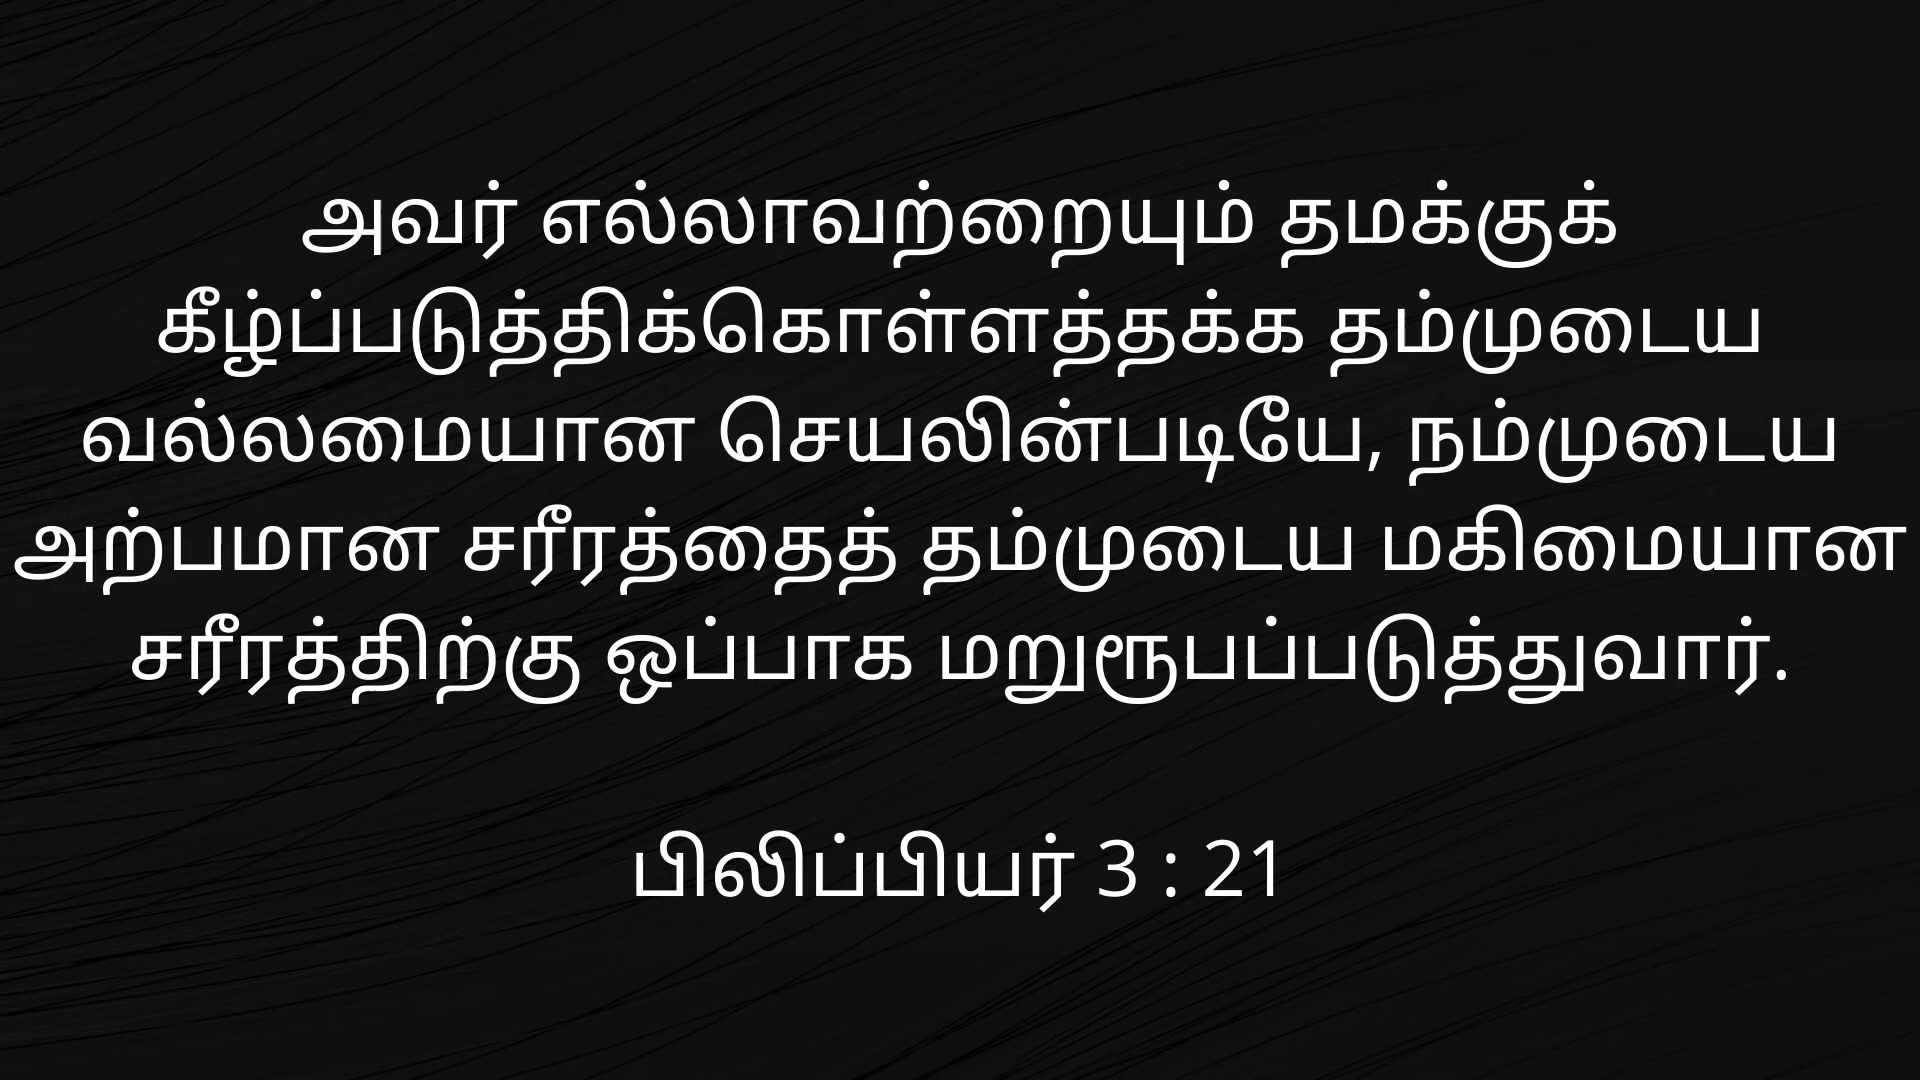 அவர் எல்லாவற்றையும் தமக்குக்
கீழ்ப்படுத்திக்கொள்ளத்தக்க தம்முடைய
வல்லமையான செயலின்படியே, நம்முடைய
அற்பமான சரீரத்தைத் தம்முடைய மகிமையான
சரீரத்திற்கு ஒப்பாக மறுரூபப்படுத்துவார்.
பிலிப்பியர் 3 : 21